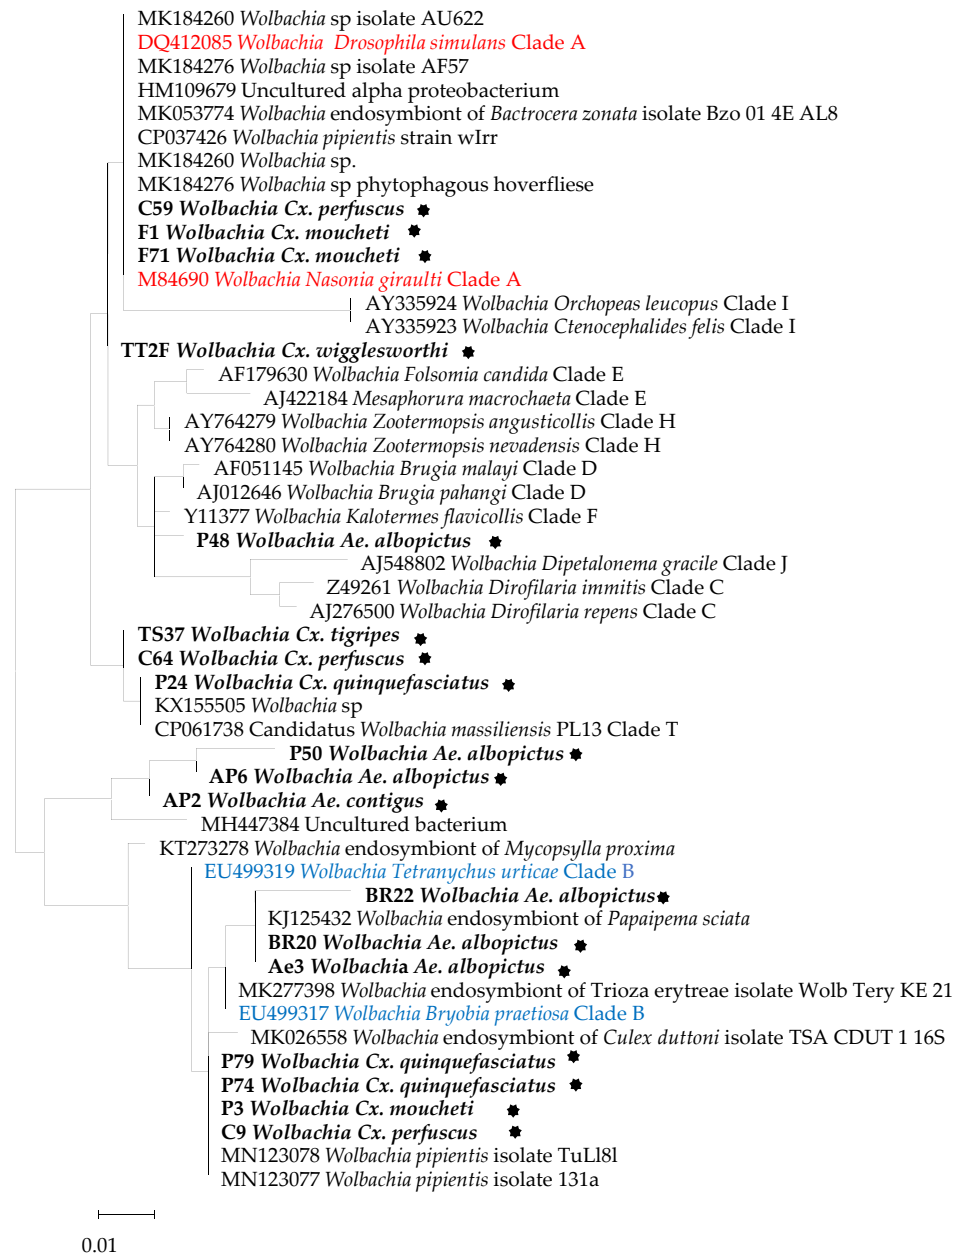 MK184260 Wolbachia sp isolate AU622
DQ412085 Wolbachia Drosophila simulans Clade A
MK184276 Wolbachia sp isolate AF57
HM109679 Uncultured alpha proteobacterium
MK053774 Wolbachia endosymbiont of Bactrocera zonata isolate Bzo 01 4E AL8
CP037426 Wolbachia pipientis strain wIrr
MK184260 Wolbachia sp.
MK184276 Wolbachia sp phytophagous hoverfliese
C59 Wolbachia Cx. perfuscus
F1 Wolbachia Cx. moucheti
F71 Wolbachia Cx. moucheti
M84690 Wolbachia Nasonia giraulti Clade A
AY335924 Wolbachia Orchopeas leucopus Clade I
AY335923 Wolbachia Ctenocephalides felis Clade I
TT2F Wolbachia Cx. wigglesworthi
AF179630 Wolbachia Folsomia candida Clade E
AJ422184 Mesaphorura macrochaeta Clade E
AY764279 Wolbachia Zootermopsis angusticollis Clade H
AY764280 Wolbachia Zootermopsis nevadensis Clade H
AF051145 Wolbachia Brugia malayi Clade D
AJ012646 Wolbachia Brugia pahangi Clade D
Y11377 Wolbachia Kalotermes flavicollis Clade F
P48 Wolbachia Ae. albopictus
AJ548802 Wolbachia Dipetalonema gracile Clade J
Z49261 Wolbachia Dirofilaria immitis Clade C
AJ276500 Wolbachia Dirofilaria repens Clade C
TS37 Wolbachia Cx. tigripes
C64 Wolbachia Cx. perfuscus
P24 Wolbachia Cx. quinquefasciatus
KX155505 Wolbachia sp
CP061738 Candidatus Wolbachia massiliensis PL13 Clade T
P50 Wolbachia Ae. albopictus
AP6 Wolbachia Ae. albopictus
AP2 Wolbachia Ae. contigus
MH447384 Uncultured bacterium
KT273278 Wolbachia endosymbiont of Mycopsylla proxima
EU499319 Wolbachia Tetranychus urticae Clade B
BR22 Wolbachia Ae. albopictus
KJ125432 Wolbachia endosymbiont of Papaipema sciata
BR20 Wolbachia Ae. albopictus
Ae3 Wolbachia Ae. albopictus
MK277398 Wolbachia endosymbiont of Trioza erytreae isolate Wolb Tery KE 21
EU499317 Wolbachia Bryobia praetiosa Clade B
MK026558 Wolbachia endosymbiont of Culex duttoni isolate TSA CDUT 1 16S
P79 Wolbachia Cx. quinquefasciatus
P74 Wolbachia Cx. quinquefasciatus
P3 Wolbachia Cx. moucheti
C9 Wolbachia Cx. perfuscus
MN123078 Wolbachia pipientis isolate TuLl8l
MN123077 Wolbachia pipientis isolate 131a
0.01